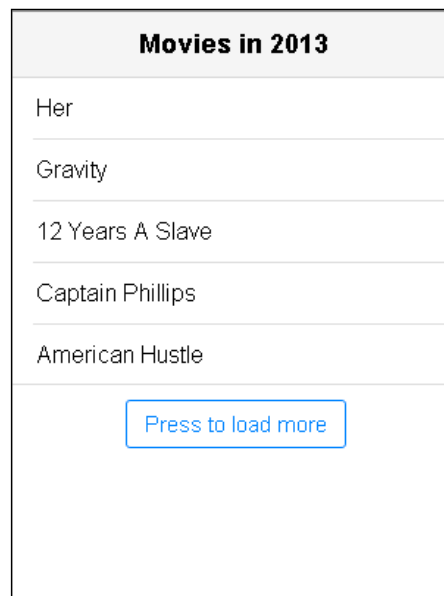 Movies in 2013
Her
Gravity
12 Years A Slave
Captain Phillips
American Hustle
Press to load more